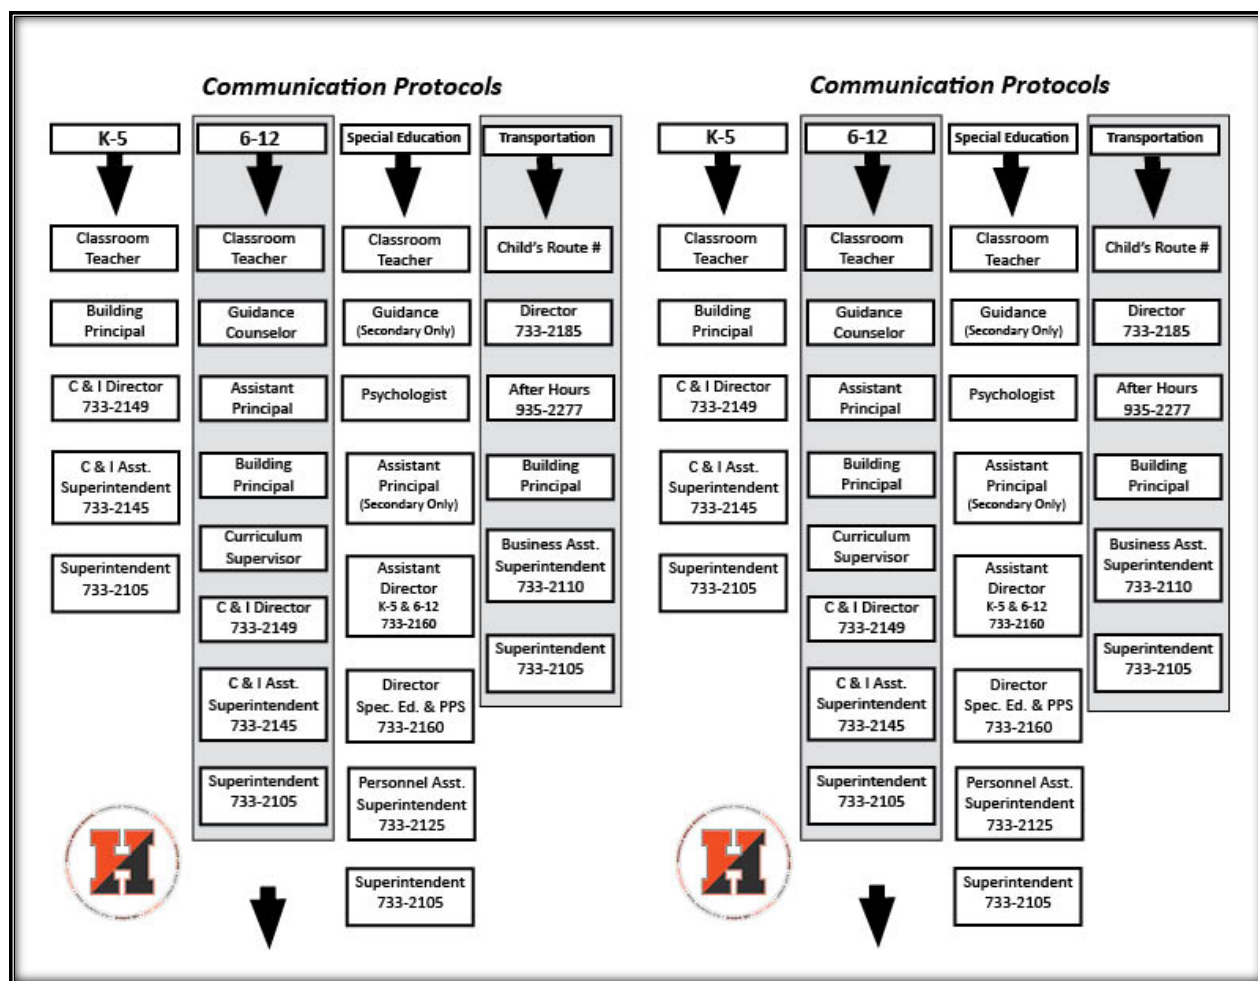 Communication Protocols
K-5
Classroom
Teacher
Building
Principal
C & I Director
733-2149
C & I Asst.
Superintendent
733-2145
Superintendent
733-2105
6-12
Classroom
Teacher
Guidance
Counselor
Assistant
Principal
Building
Principal
Curriculum
Supervisor
C & I Director
733-2149
C & I Asst.
Superintendent
733-2145
Superintendent
733-2105
Special Education
Classroom
Teacher
Guidance
(Secondary Only)
Psychologist
Assistant
Principal
(Secondary Only)
Assistant
Director
K-5 & 6-12
733-2160
Director
Spec. Ed. & PPS
733-2160
Personnel Asst.
Superintendent
733-2125
Superintendent
733-2105
Transportation
Child's Route #
Director
733-2185
After Hours
935-2277
Building
Principal
Business Asst.
Superintendent
733-2110
Superintendent
733-2105
H
Communication Protocols
K-5
Classroom
Teacher
Building
Principal
C & I Director
733-2149
C & I Asst.
Superintendent
733-2145
Superintendent
733-2105
6-12
Classroom
Teacher
Guidance
Counselor
Assistant
Principal
Building
Principal
Curriculum
Supervisor
C & I Director
733-2149
C & I Asst.
Superintendent
733-2145
Superintendent
733-2105
Special Education
Classroom
Teacher
Guidance
(Secondary Only)
Psychologist
Assistant
Principal
(Secondary Only)
Assistant
Director
K-5 & 6-12
733-2160
Director
Spec. Ed. & PPS
733-2160
Personnel Asst.
Superintendent
733-2125
Superintendent
733-2105
Transportation
Child's Route #
Director
733-2185
After Hours
935-2277
Building
Principal
Business Asst.
Superintendent
733-2110
Superintendent
733-2105
H